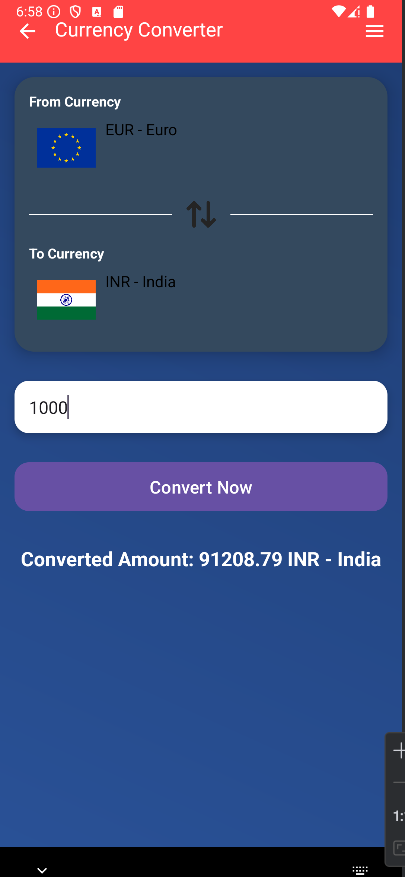 6:58
Currency Converter
From Currency
EUR - Euro
To Currency
INR - India
1000
Convert Now
Converted Amount: 91208.79 INR - India